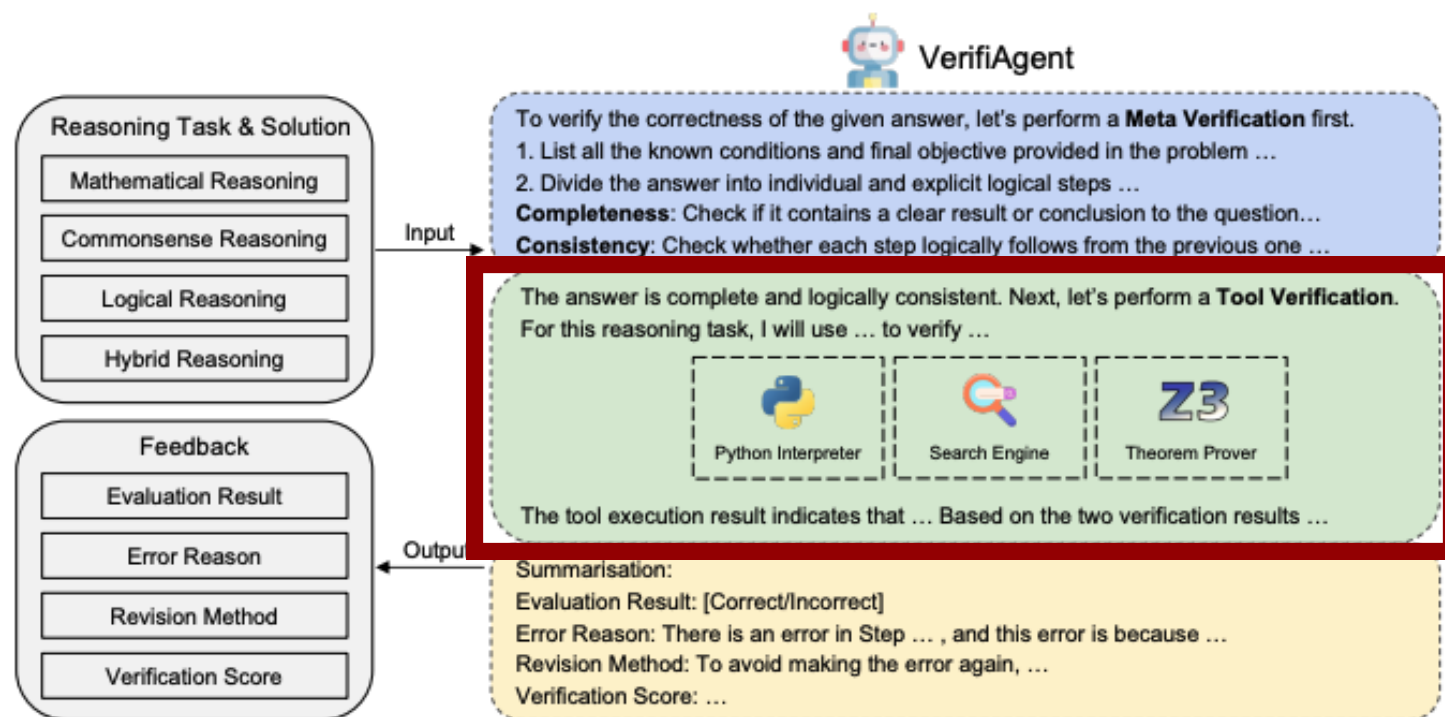 VerifiAgent
Reasoning Task & Solution
Mathematical Reasoning
Commonsense Reasoning
Logical Reasoning
Hybrid Reasoning
Input
To verify the correctness of the given answer, let's perform a Meta Verification first.
1. List all the known conditions and final objective provided in the problem …
2. Divide the answer into individual and explicit logical steps …
Completeness: Check if it contains a clear result or conclusion to the question…
Consistency: Check whether each step logically follows from the previous one …
The answer is complete and logically consistent. Next, let's perform a Tool Verification.
For this reasoning task, I will use … to verify …
Python Interpreter
Search Engine
Z3
Theorem Prover
The tool execution result indicates that … Based on the two verification results …
Output
Summarisation:
Evaluation Result: [Correct/Incorrect]
Error Reason: There is an error in Step … , and this error is because …
Revision Method: To avoid making the error again, …
Verification Score: …
Feedback
Evaluation Result
Error Reason
Revision Method
Verification Score